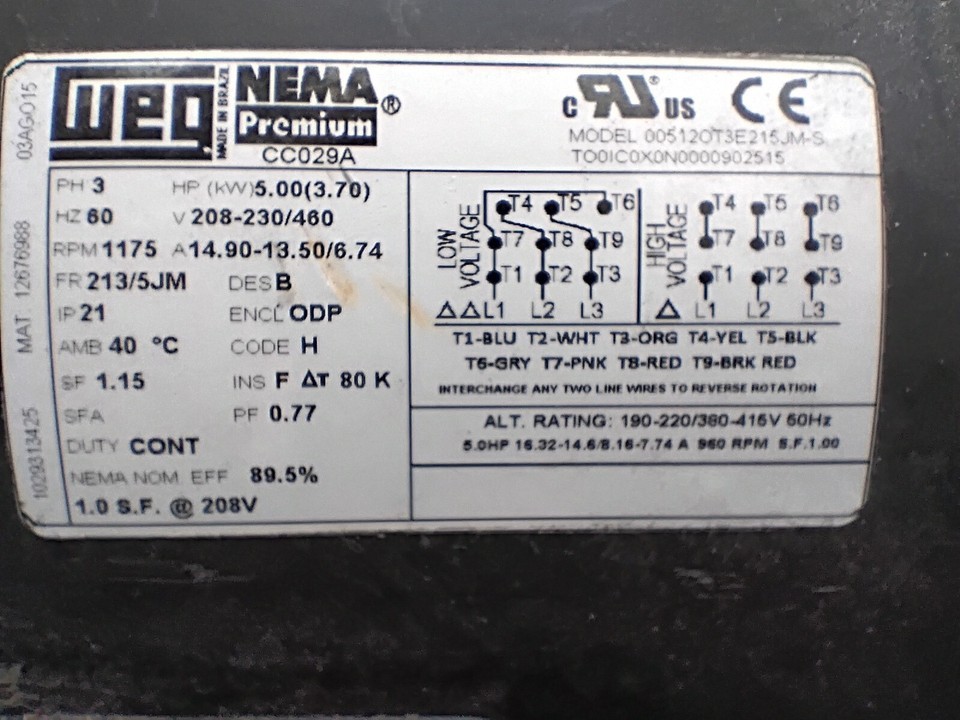 03AGO15
MAT. 12676988
1029313425
WEG
MADE IN BRAZIL
NEMA
Premium ®
CC029A
c RU ® US CE
MODEL 00512OT3E215JM-S
TO0IC0X0N0000902515
PH 3 HP (kW) 5.00(3.70)
HZ 60 V 208-230/460
RPM 1175 A 14.90-13.50/6.74
FR 213/5JM DES B
IP 21 ENCL ODP
AMB 40 °C CODE H
SF 1.15 INS F ΔT 80 K
SFA PF 0.77
DUTY CONT
NEMA NOM. EFF 89.5%
1.0 S.F. @ 208V
LOW VOLTAGE
T4 T5 T6
T7 T8 T9
T1 T2 T3
ΔΔ L1 L2 L3
HIGH VOLTAGE
T4 T5 T6
T7 T8 T9
T1 T2 T3
Δ L1 L2 L3
T1-BLU T2-WHT T3-ORG T4-YEL T5-BLK
T6-GRY T7-PNK T8-RED T9-BRK RED
INTERCHANGE ANY TWO LINE WIRES TO REVERSE ROTATION
ALT. RATING: 190-220/380-415V 50Hz
5.0HP 16.32-14.6/8.16-7.74 A 960 RPM S.F.1.00